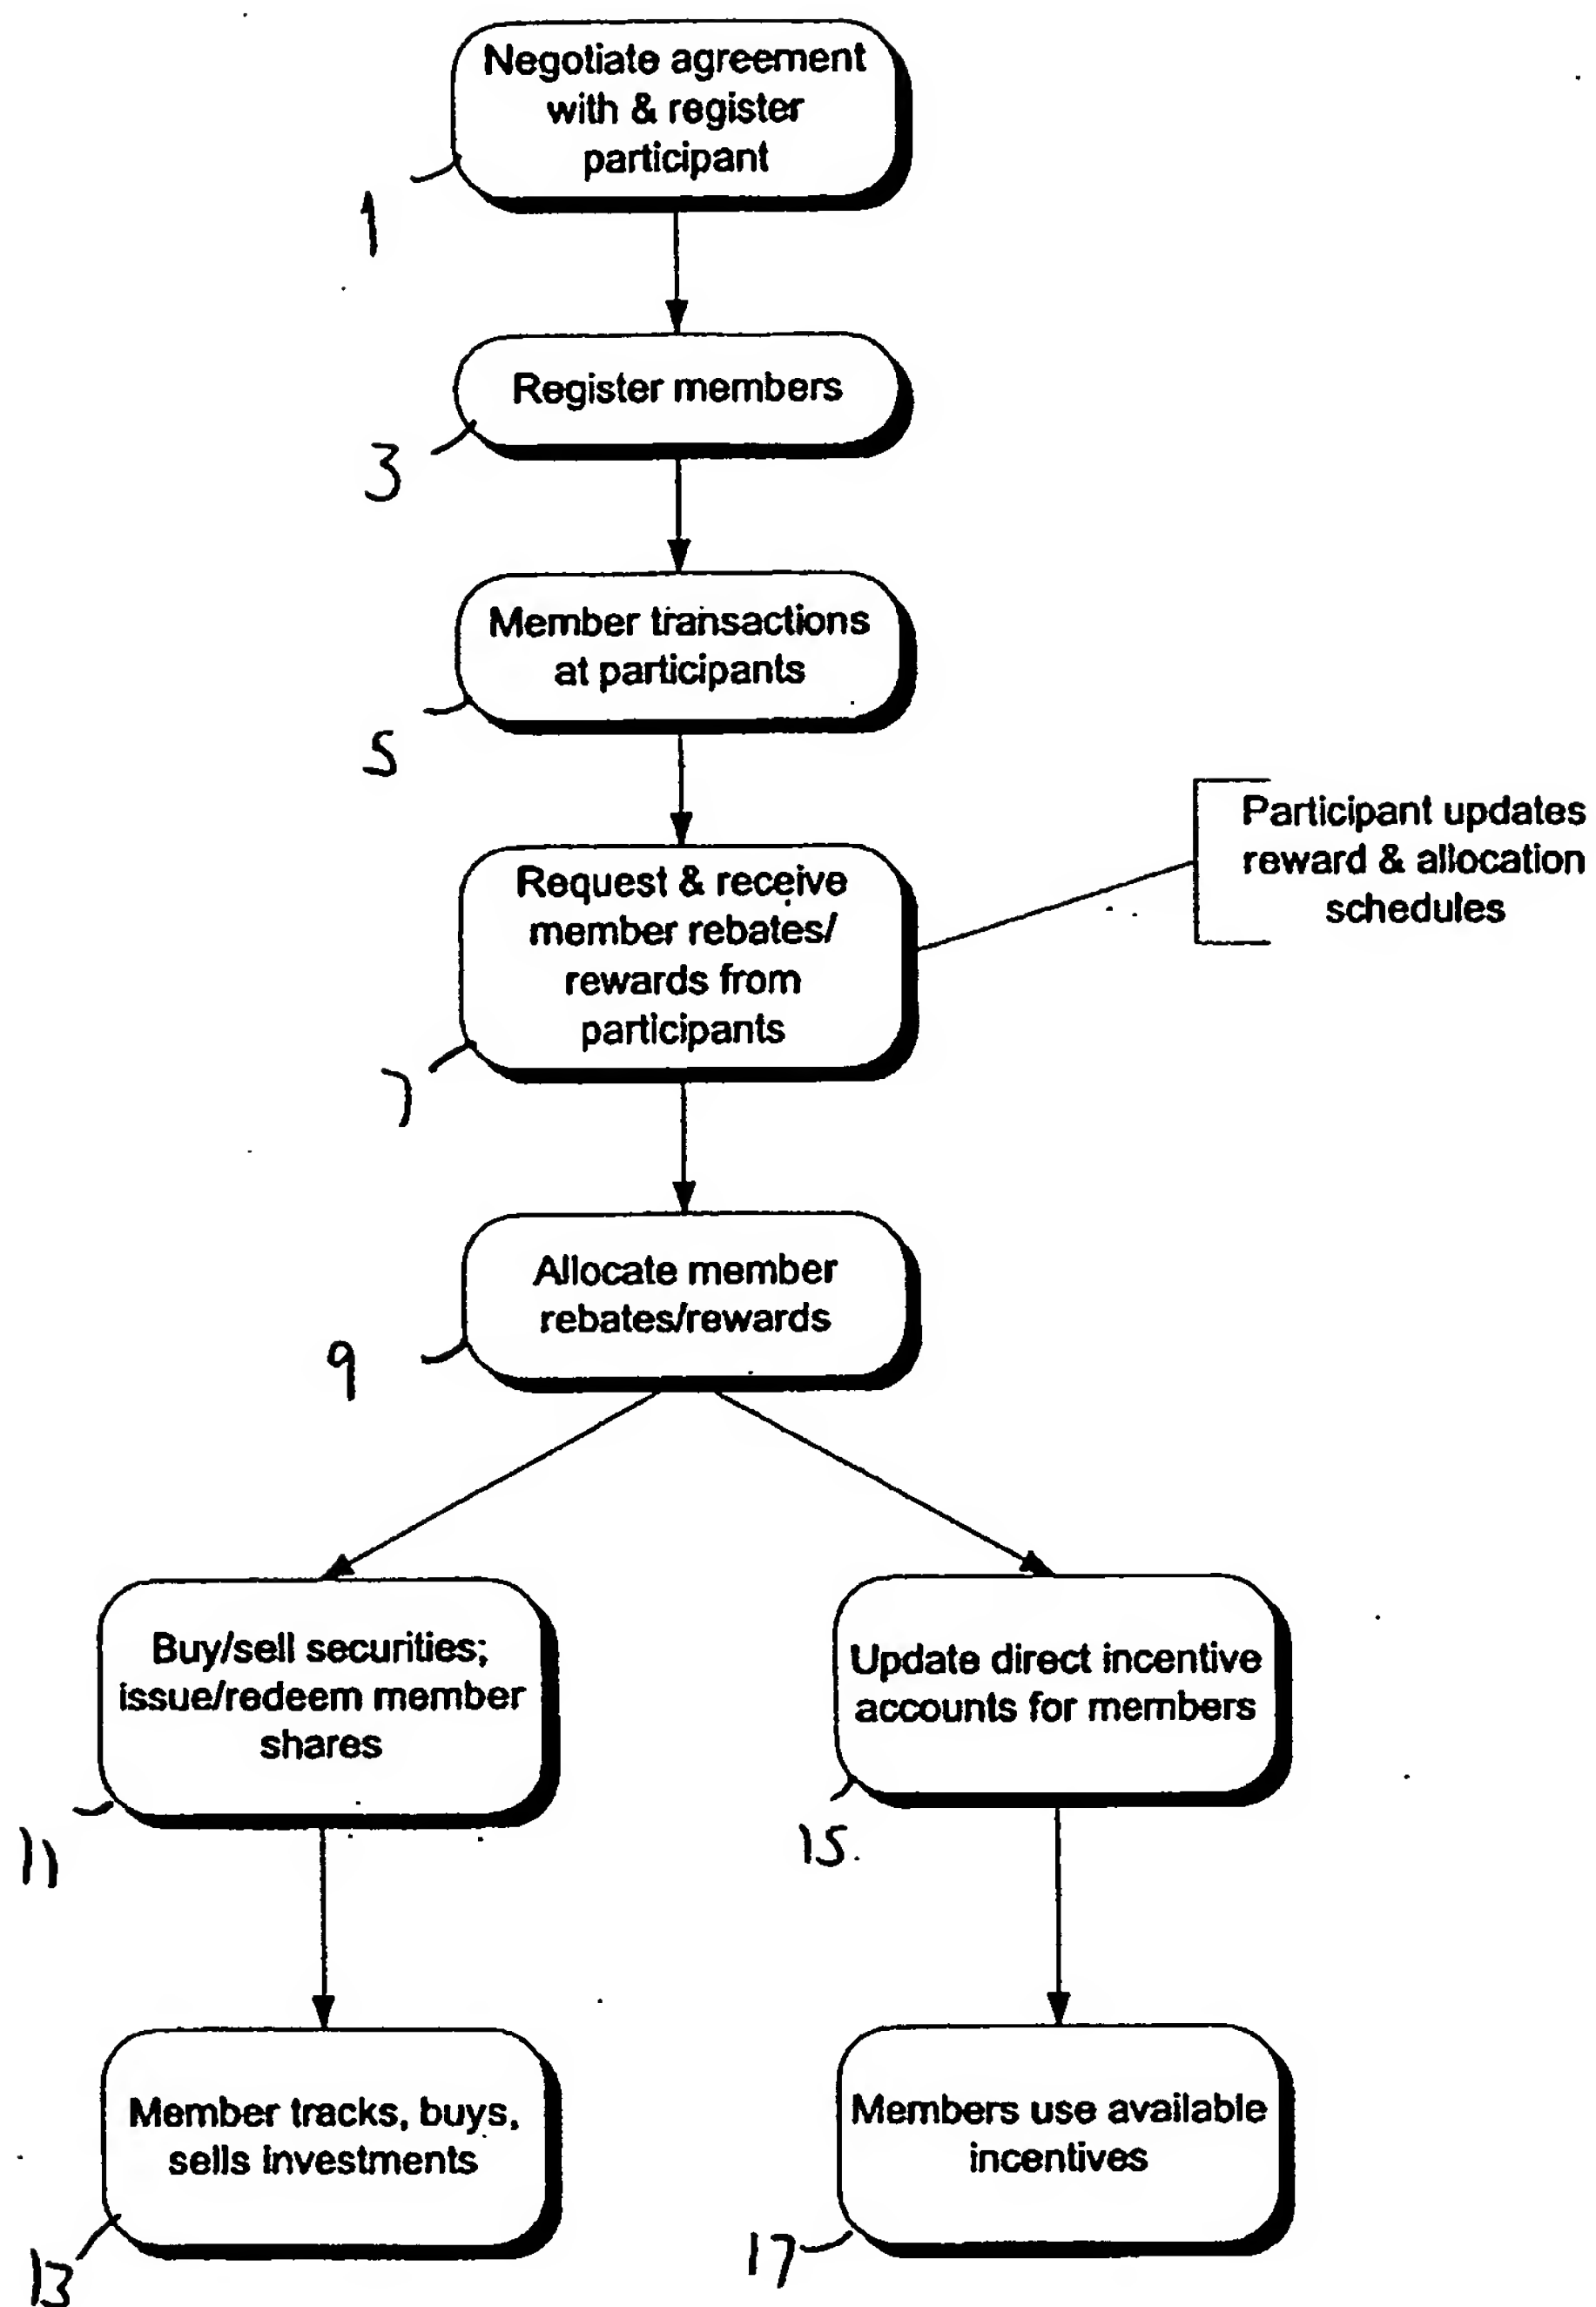 Negotiate agreement
with & register
participant
1
Register members
3
Member transactions
at participants
5
Participant updates
reward & allocation
schedules
Request & receive
member rebates/
rewards from
participants
7
Allocate member
rebates/rewards
9
Buy/sell securities;
issue/redeem member
shares
11
Update direct incentive
accounts for members
15
Member tracks, buys,
sells investments
13
Members use available
incentives
17